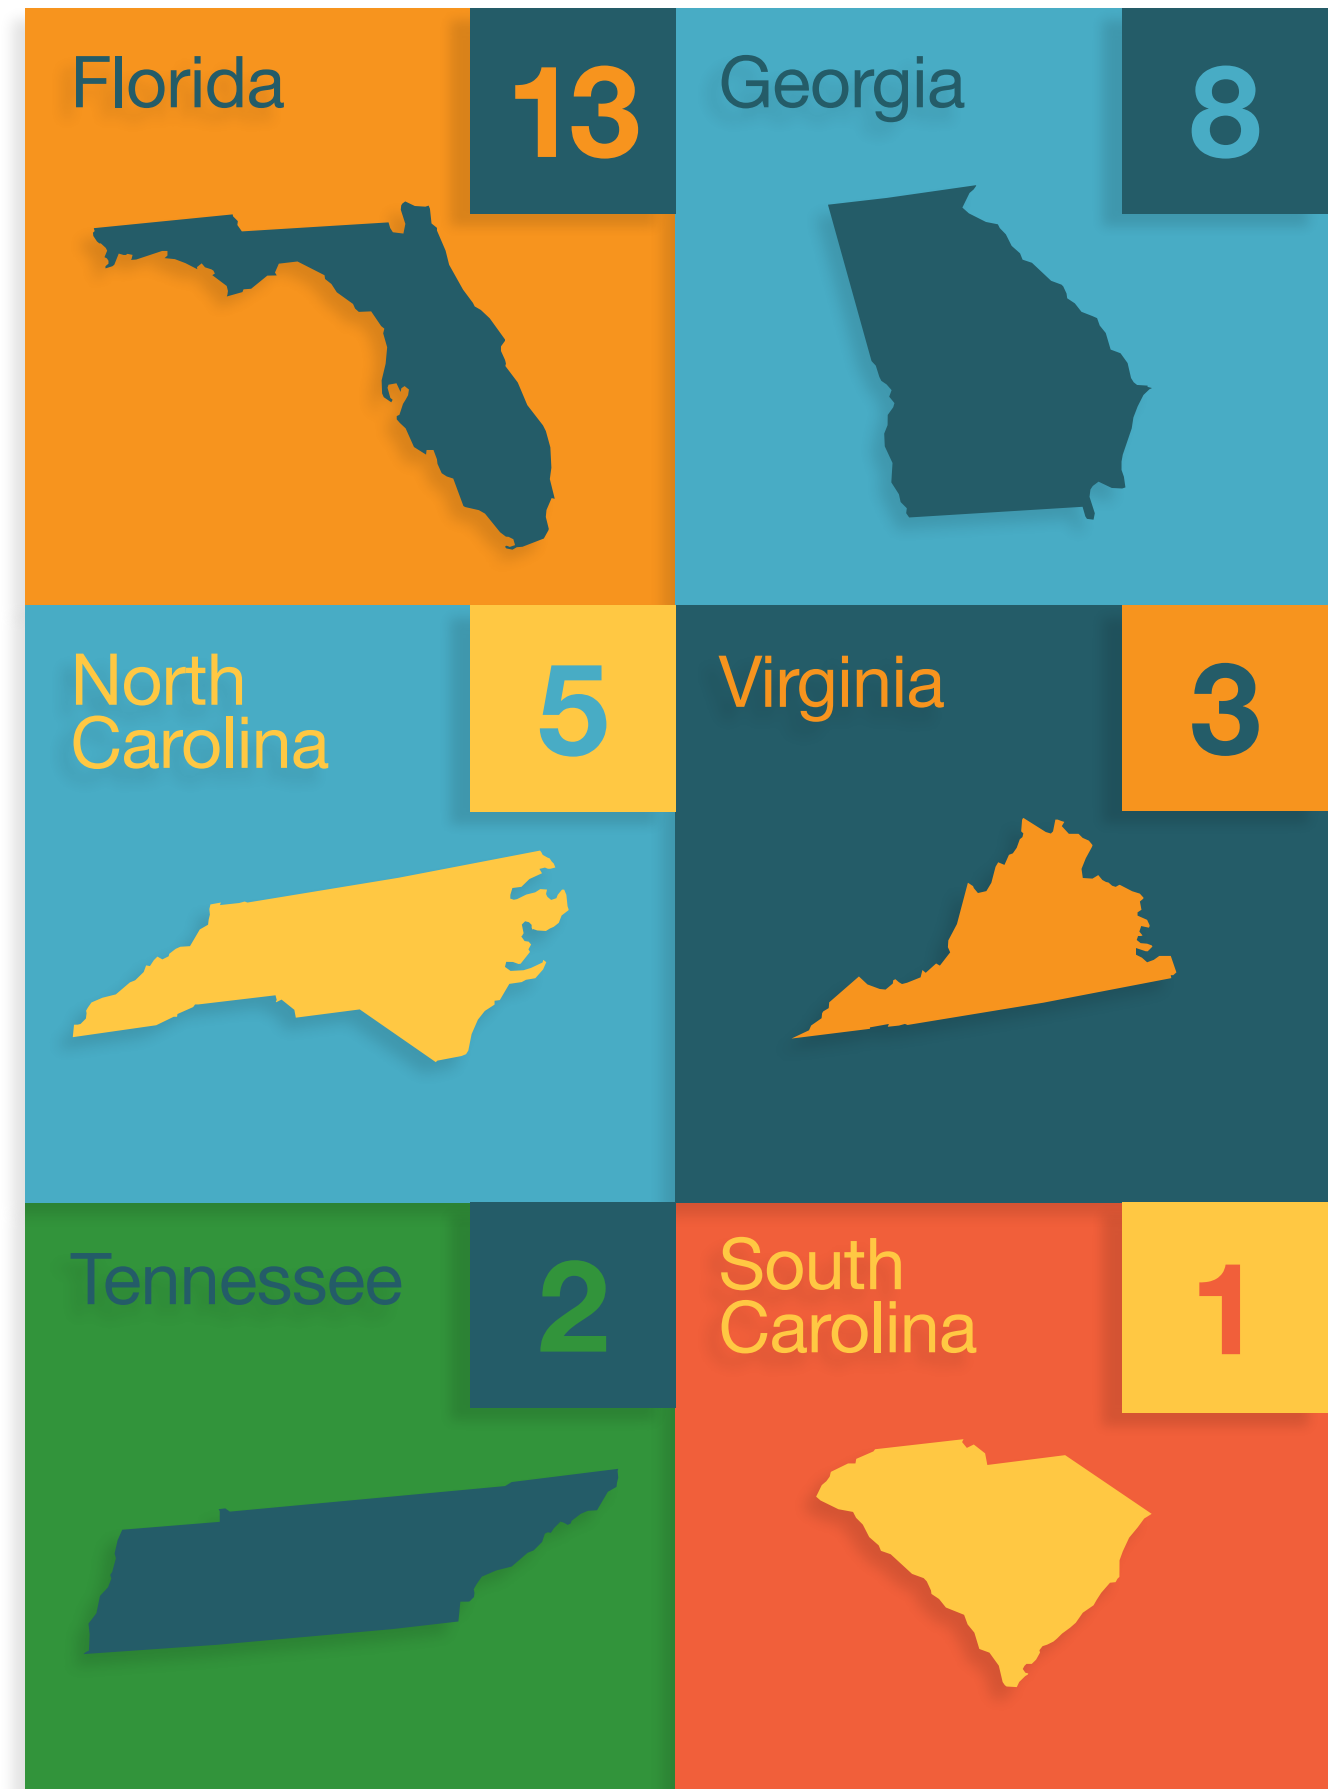 Florida
13
Georgia
8
North
Carolina
5
Virginia
3
Tennessee
2
South
Carolina
1